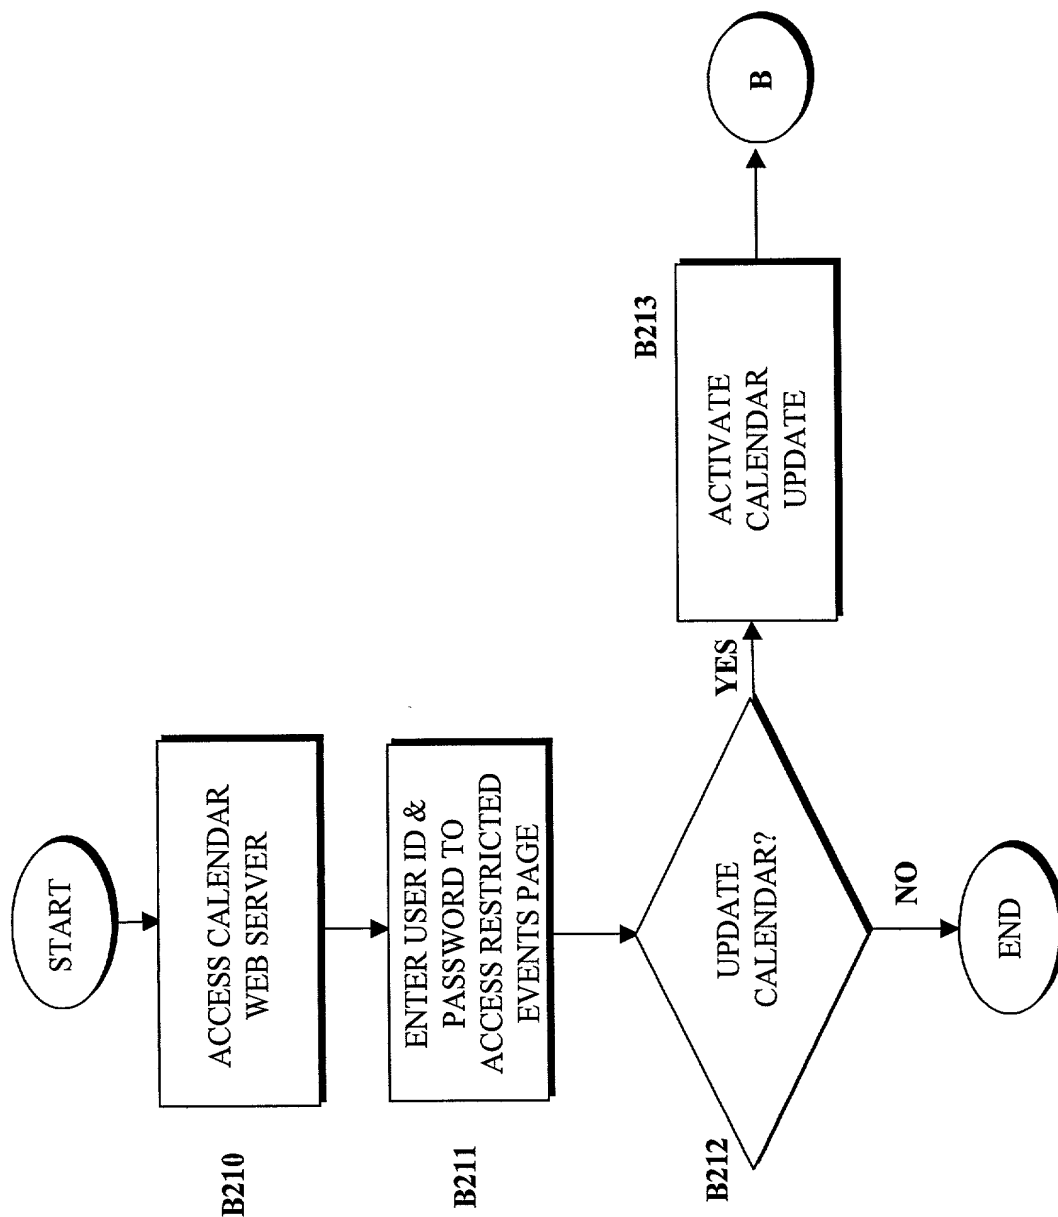 START
B210
ACCESS CALENDAR
WEB SERVER
B211
ENTER USER ID &
PASSWORD TO
ACCESS RESTRICTED
EVENTS PAGE
B212
UPDATE
CALENDAR?
YES
NO
END
B213
ACTIVATE
CALENDAR
UPDATE
B